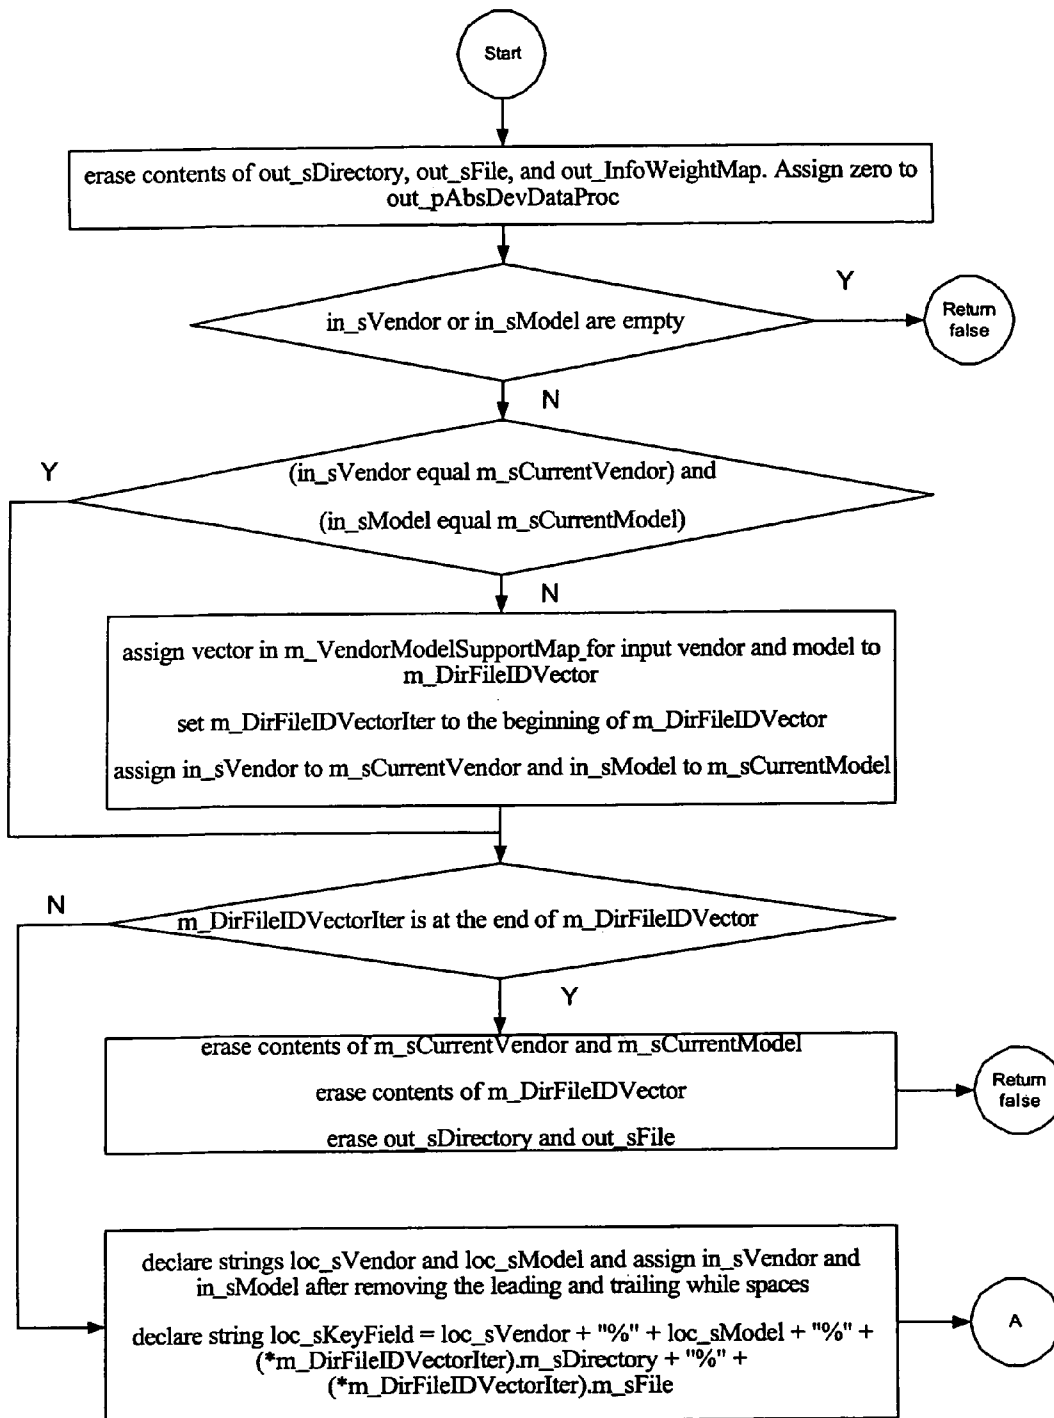 Start
erase contents of out_sDirectory, out_sFile, and out_InfoWeightMap. Assign zero to
out_pAbsDevDataProc
Y
in_sVendor or in_sModel are empty
Return
false
N
Y
(in_sVendor equal m_sCurrentVendor) and
(in_sModel equal m_sCurrentModel)
N
assign vector in m_VendorModelSupportMap for input vendor and model to
m_DirFileIDVector
set m_DirFileIDVectorIter to the beginning of m_DirFileIDVector
assign in_sVendor to m_sCurrentVendor and in_sModel to m_sCurrentModel
N
m_DirFileIDVectorIter is at the end of m_DirFileIDVector
Y
erase contents of m_sCurrentVendor and m_sCurrentModel
erase contents of m_DirFileIDVector
erase out_sDirectory and out_sFile
Return
false
declare strings loc_sVendor and loc_sModel and assign in_sVendor and
in_sModel after removing the leading and trailing while spaces
declare string loc_sKeyField = loc_sVendor + "%" + loc_sModel + "%" +
(*m_DirFileIDVectorIter).m_sDirectory + "%" +
(*m_DirFileIDVectorIter).m_sFile
A